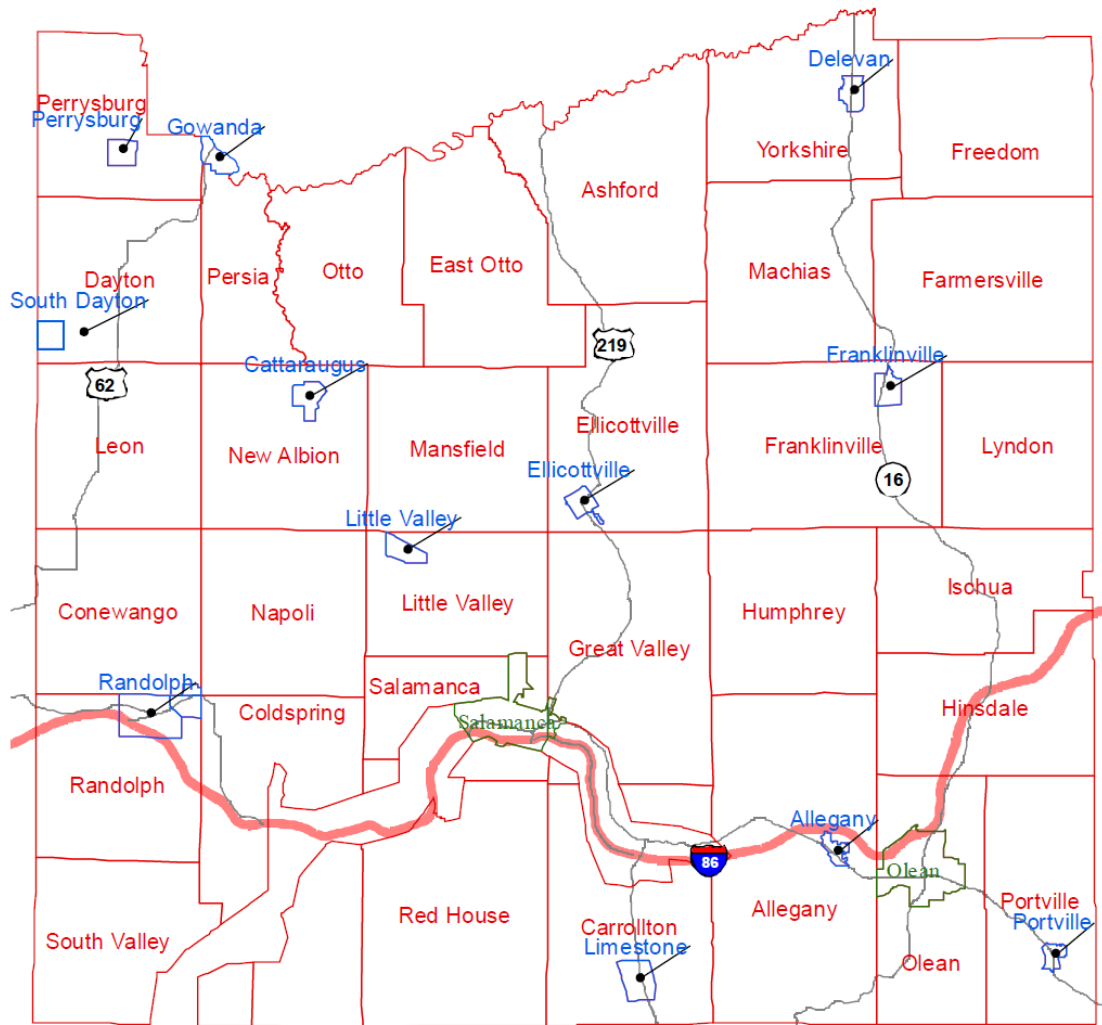 Delevan
Perrysburg
Perrysburg
Gowanda
Yorkshire
Freedom
Ashford
Dayton
Persia
Otto
East Otto
Machias
Farmersville
South Dayton
219
Cattaraugus
Franklinville
62
Leon
New Albion
Mansfield
Ellicottville
Franklinville
Lyndon
Ellicottville
16
Little Valley
Conewango
Napoli
Little Valley
Humphrey
Ischua
Great Valley
Randolph
Salamanca
Coldspring
Salamanca
Hinsdale
Randolph
Allegany
86
Olean
Red House
Allegany
Portville
South Valley
Carrollton
Portville
Limestone
Olean